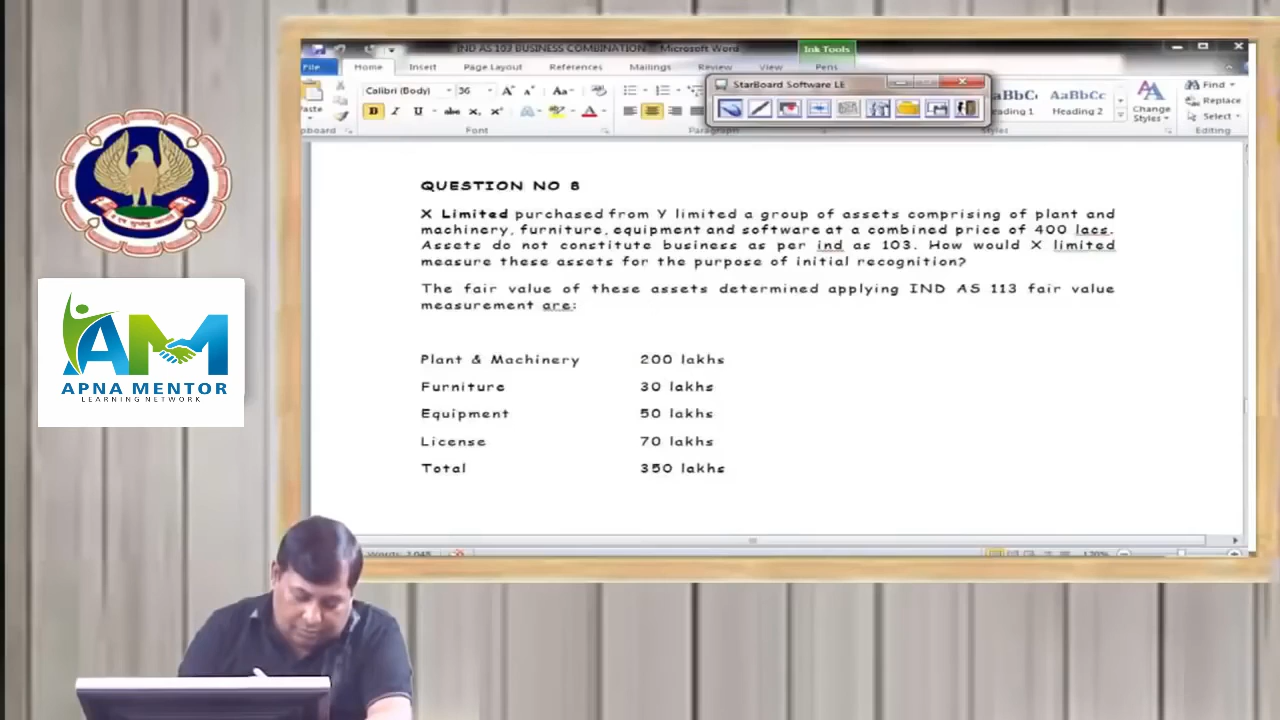 IND AS 103 BUSINESS COMBINATION - Microsoft Word
Ink Tools
File Home Insert Page Layout References Mailings Review View Pens
StarBoard Software LE
Calibri (Body) 36
Paste
Font
Paragraph
Heading 1
Heading 2
Change Styles
Styles
Find
Replace
Select
Editing
QUESTION NO 8
X Limited purchased from Y limited a group of assets comprising of plant and
machinery, furniture, equipment and software at a combined price of 400 lacs.
Assets do not constitute business as per ind as 103. How would X limited
measure these assets for the purpose of initial recognition?
The fair value of these assets determined applying IND AS 113 fair value
measurement are:
Plant & Machinery 200 lakhs
Furniture 30 lakhs
Equipment 50 lakhs
License 70 lakhs
Total 350 lakhs
AM
APNA MENTOR
LEARNING NETWORK